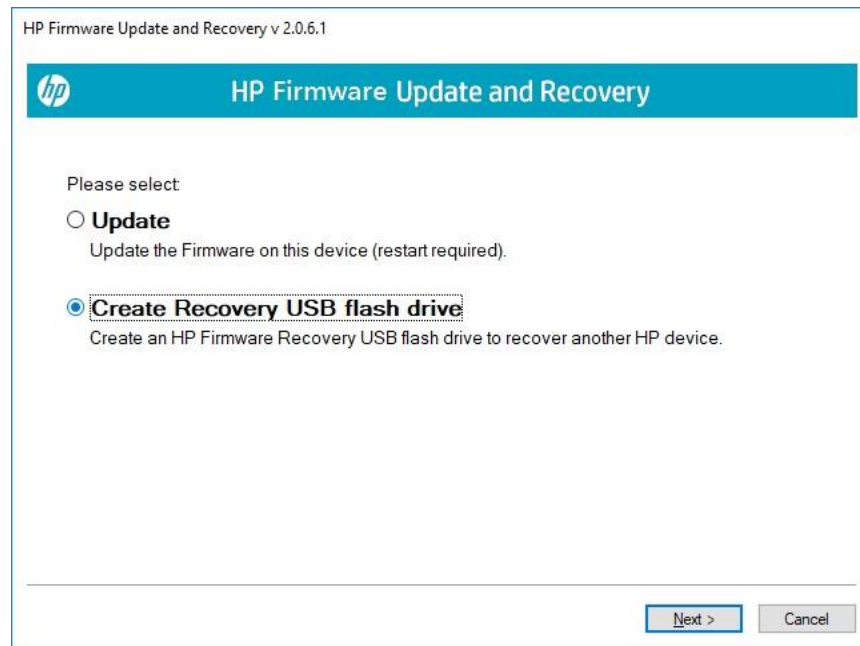 HP Firmware Update and Recovery v 2.0.6.1
hp
HP Firmware Update and Recovery
Please select:
Update
Update the Firmware on this device (restart required).
Create Recovery USB flash drive
Create an HP Firmware Recovery USB flash drive to recover another HP device.
Next >
Cancel